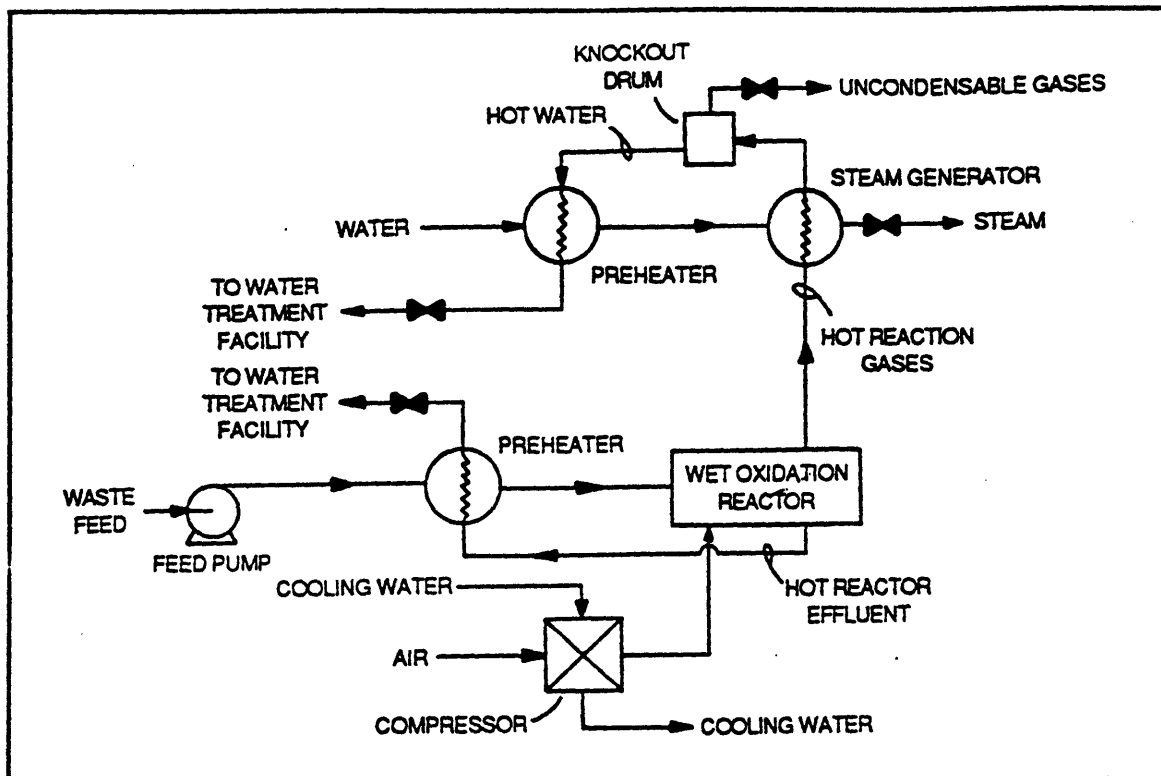 KNOCKOUT
DRUM
UNCONDENSABLE GASES
HOT WATER
STEAM GENERATOR
WATER
STEAM
PREHEATER
TO WATER
TREATMENT
FACILITY
HOT REACTION
GASES
TO WATER
TREATMENT
FACILITY
PREHEATER
WET OXIDATION
REACTOR
WASTE
FEED
FEED PUMP
COOLING WATER
HOT REACTOR
EFFLUENT
AIR
COMPRESSOR
COOLING WATER